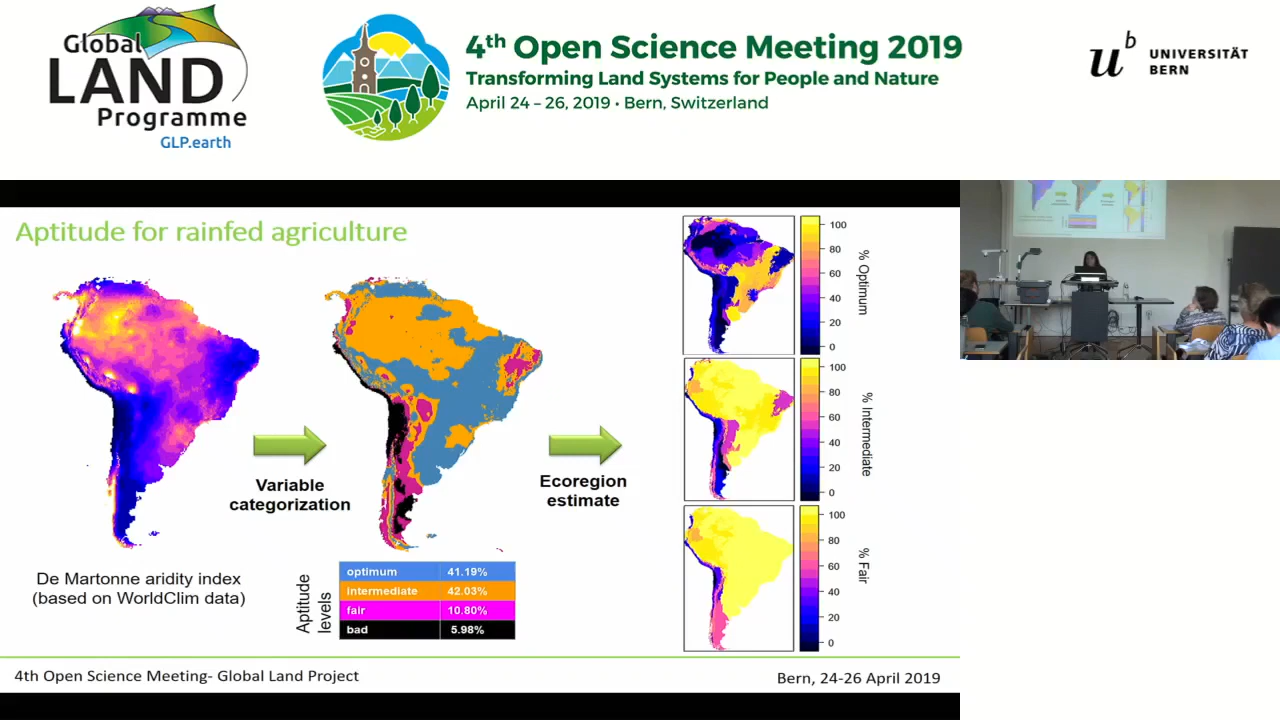 Global
LAND
Programme
GLP.earth
4th Open Science Meeting 2019
Transforming Land Systems for People and Nature
April 24 – 26, 2019 • Bern, Switzerland
u b
UNIVERSITÄT
BERN
Aptitude for rainfed agriculture
Variable
categorization
Ecoregion
estimate
De Martonne aridity index
(based on WorldClim data)
Aptitude
levels
optimum 41.19%
intermediate 42.03%
fair 10.80%
bad 5.98%
100
80
60
40
20
0
% Optimum
100
80
60
40
20
0
% Intermediate
100
80
60
40
20
0
% Fair
4th Open Science Meeting- Global Land Project
Bern, 24-26 April 2019